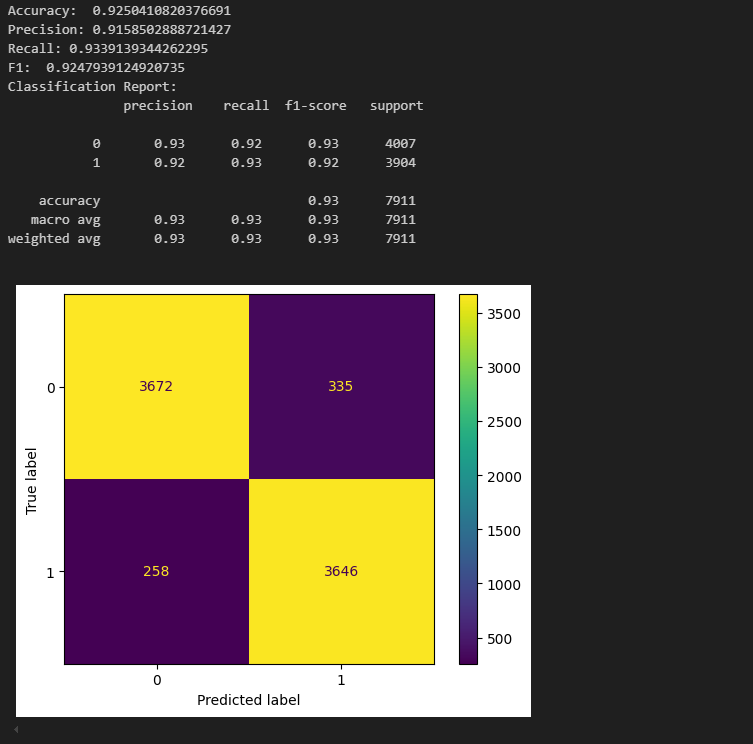 Accuracy:  0.9250410820376691
Precision: 0.9158502888721427
Recall: 0.9339139344262295
F1:  0.9247939124920735
Classification Report:
              precision    recall  f1-score   support

           0       0.93      0.92      0.93      4007
           1       0.92      0.93      0.92      3904

    accuracy                           0.93      7911
   macro avg       0.93      0.93      0.93      7911
weighted avg       0.93      0.93      0.93      7911

True label
0
3672 335
1
258 3646
0 1
Predicted label
3500
3000
2500
2000
1500
1000
500